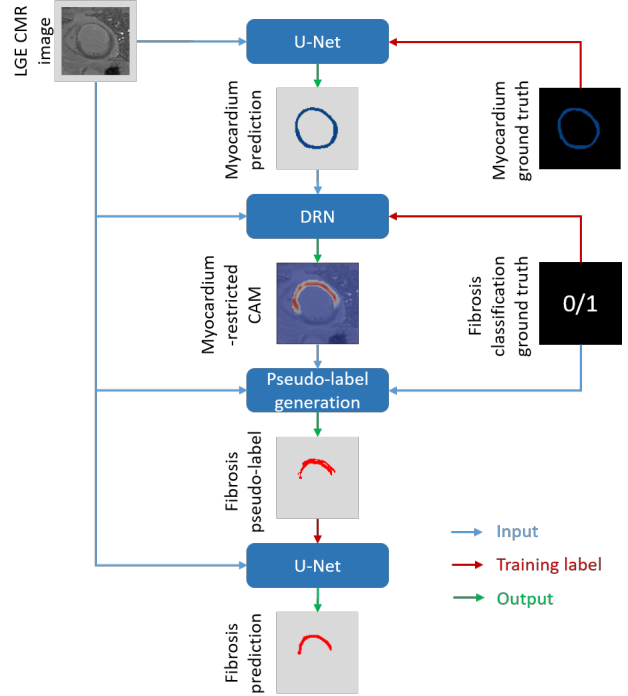 LGE CMR
image
U-Net
Myocardium
prediction
Myocardium
ground truth
DRN
Myocardium
-restricted
CAM
Fibrosis
classification
ground truth
0/1
Pseudo-label
generation
Fibrosis
pseudo-label
Input
Training label
Output
U-Net
Fibrosis
prediction